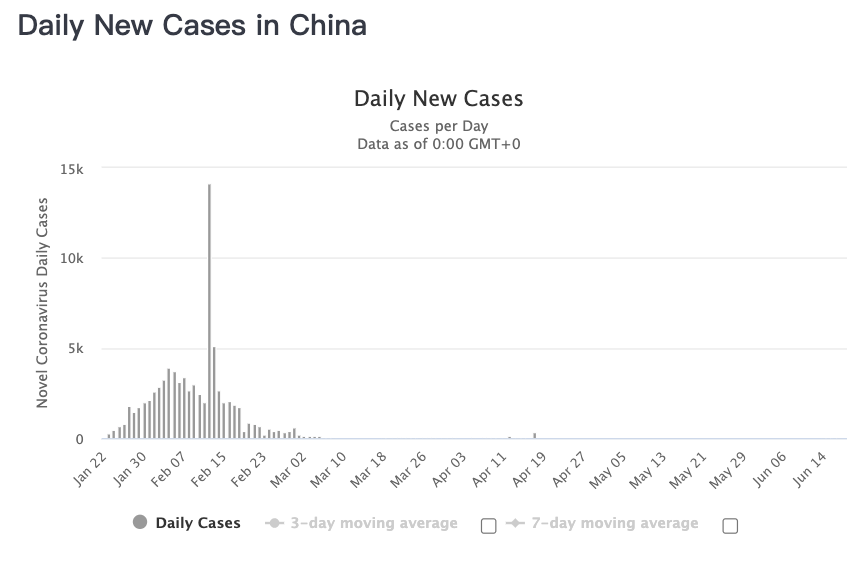 Daily New Cases in China
Daily New Cases
Cases per Day
Data as of 0:00 GMT+0
Novel Coronavirus Daily Cases
15k
10k
5k
0
Jan 22
Jan 30
Feb 07
Feb 15
Feb 23
Mar 02
Mar 10
Mar 18
Mar 26
Apr 03
Apr 11
Apr 19
Apr 27
May 05
May 13
May 21
May 29
Jun 06
Jun 14
Daily Cases
3-day moving average
7-day moving average